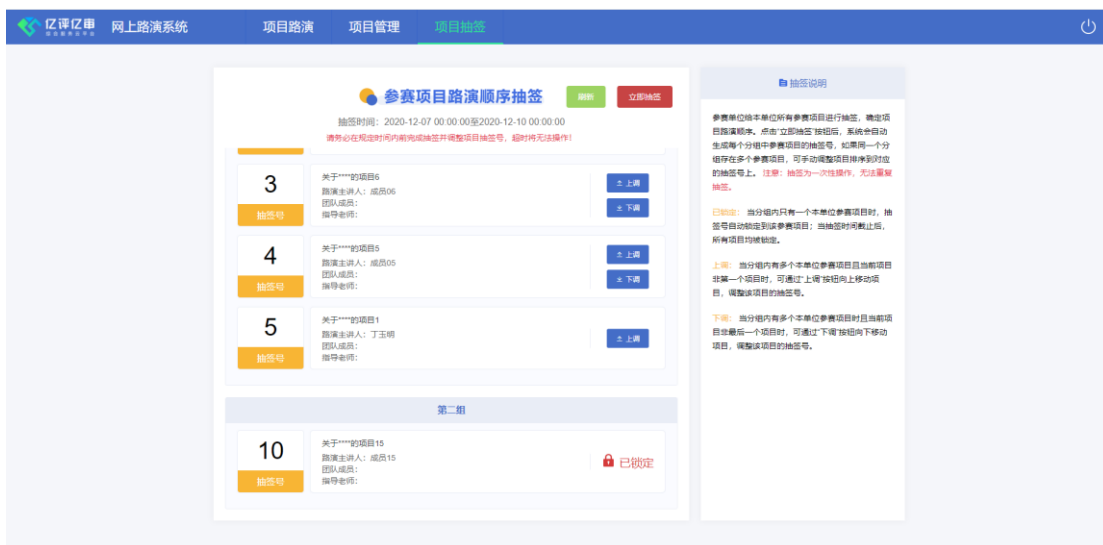 亿评亿审 网上路演系统 项目路演 项目管理 项目抽签
综合服务云平台
参赛项目路演顺序抽签 刷新 立即抽签
抽签时间：2020-12-07 00:00:00至2020-12-10 00:00:00
请务必在规定时间内前完成抽签并调整项目抽签号，超时将无法操作!
3
抽签号
关于****的项目6
路演主讲人：成员06
团队成员：
指导老师：
上调
下调
4
抽签号
关于****的项目5
路演主讲人：成员05
团队成员：
指导老师：
上调
下调
5
抽签号
关于****的项目1
路演主讲人：丁玉明
团队成员：
指导老师：
上调
第二组
10
抽签号
关于****的项目15
路演主讲人：成员15
团队成员：
指导老师：
已锁定
抽签说明
参赛单位给本单位所有参赛项目进行抽签，确定项
目路演顺序。点击"立即抽签"按钮后，系统会自动
生成每个分组中参赛项目的抽签号，如果同一个分
组存在多个参赛项目，可手动调整项目排序到对应
的抽签号上。注意：抽签为一次性操作，无法重复
抽签。
已锁定： 当分组内只有一个本单位参赛项目时，抽
签号自动锁定到该参赛项目；当抽签时间截止后，
所有项目均被锁定。
上调： 当分组内有多个本单位参赛项目且当前项目
非第一个项目时，可通过"上调"按钮向上移动项
目，调整该项目的抽签号。
下调： 当分组内有多个本单位参赛项目时且当前项
目非最后一个项目时，可通过"下调"按钮向下移动
项目，调整该项目的抽签号。